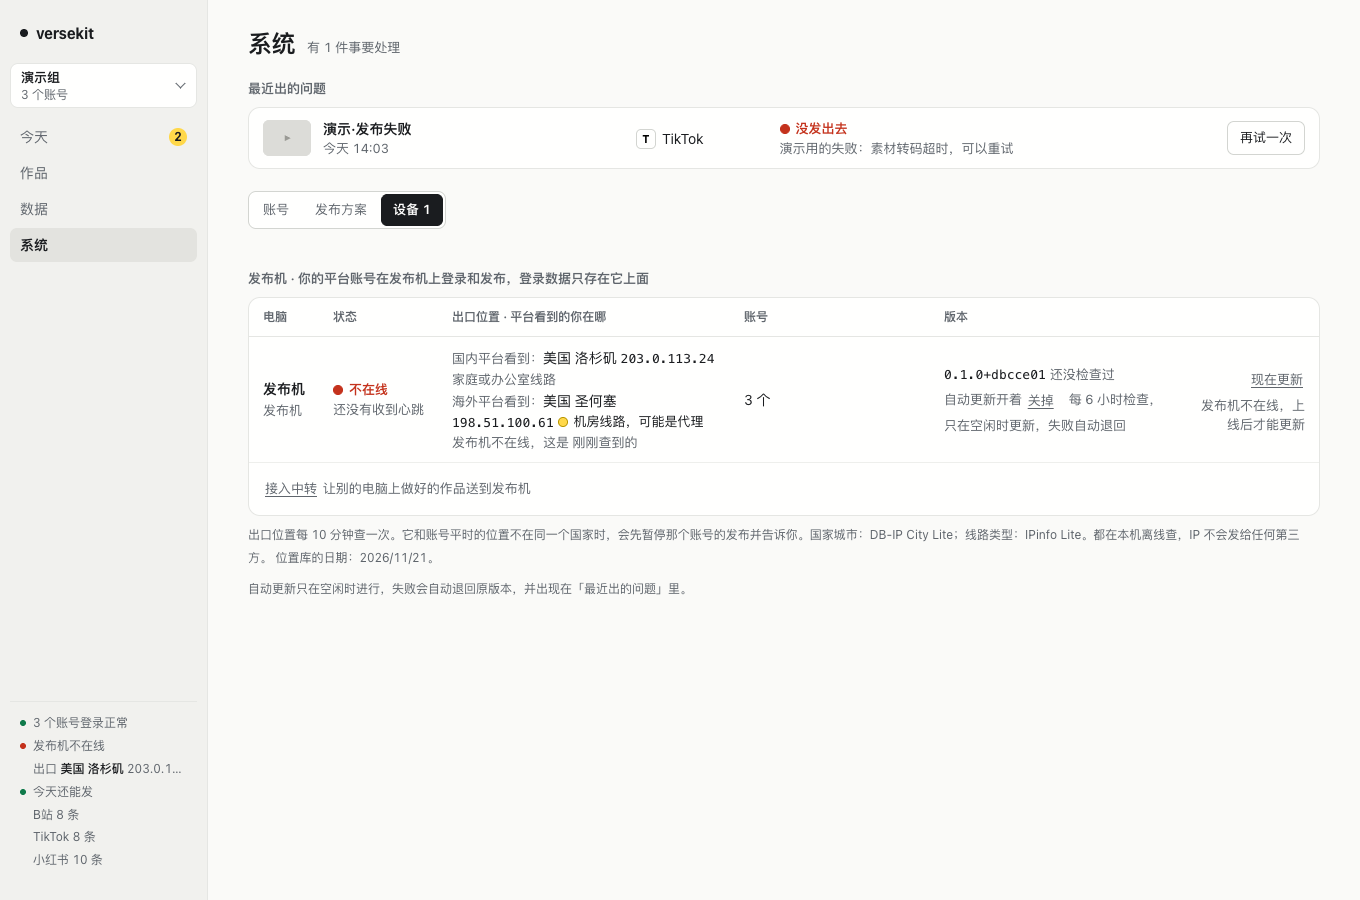 versekit
演示组
3 个账号
今天 2
作品
数据
系统
3 个账号登录正常
发布机不在线
出口 美国 洛杉矶 203.0.1…
今天还能发
B站 8 条
TikTok 8 条
小红书 10 条
系统 有 1 件事要处理
最近出的问题
演示·发布失败
今天 14:03
T TikTok
没发出去
演示用的失败：素材转码超时，可以重试
再试一次
账号 发布方案 设备 1
发布机 · 你的平台账号在发布机上登录和发布，登录数据只存在它上面
电脑 状态 出口位置 · 平台看到的你在哪 账号 版本
发布机
发布机
不在线
还没有收到心跳
国内平台看到：美国 洛杉矶 203.0.113.24
家庭或办公室线路
海外平台看到：美国 圣何塞
198.51.100.61 机房线路，可能是代理
发布机不在线，这是 刚刚查到的
3 个
0.1.0+dbcce01 还没检查过
自动更新开着 关掉 每 6 小时检查，
只在空闲时更新，失败自动退回
现在更新
发布机不在线，上
线后才能更新
接入中转 让别的电脑上做好的作品送到发布机
出口位置每 10 分钟查一次。它和账号平时的位置不在同一个国家时，会先暂停那个账号的发布并告诉你。国家城市：DB-IP City Lite；线路类型：IPinfo Lite。都在本机离线查，IP 不会发给任何第三
方。 位置库的日期：2026/11/21。
自动更新只在空闲时进行，失败会自动退回原版本，并出现在「最近出的问题」里。